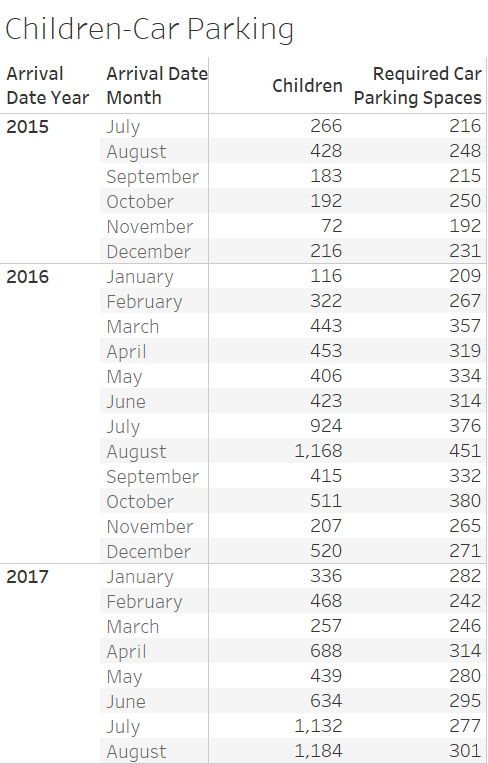 Children-Car Parking
Arrival Date Year Arrival Date Month Children Required Car Parking Spaces
2015 July 266 216
August 428 248
September 183 215
October 192 250
November 72 192
December 216 231
2016 January 116 209
February 322 267
March 443 357
April 453 319
May 406 334
June 423 314
July 924 376
August 1,168 451
September 415 332
October 511 380
November 207 265
December 520 271
2017 January 336 282
February 468 242
March 257 246
April 688 314
May 439 280
June 634 295
July 1,132 277
August 1,184 301